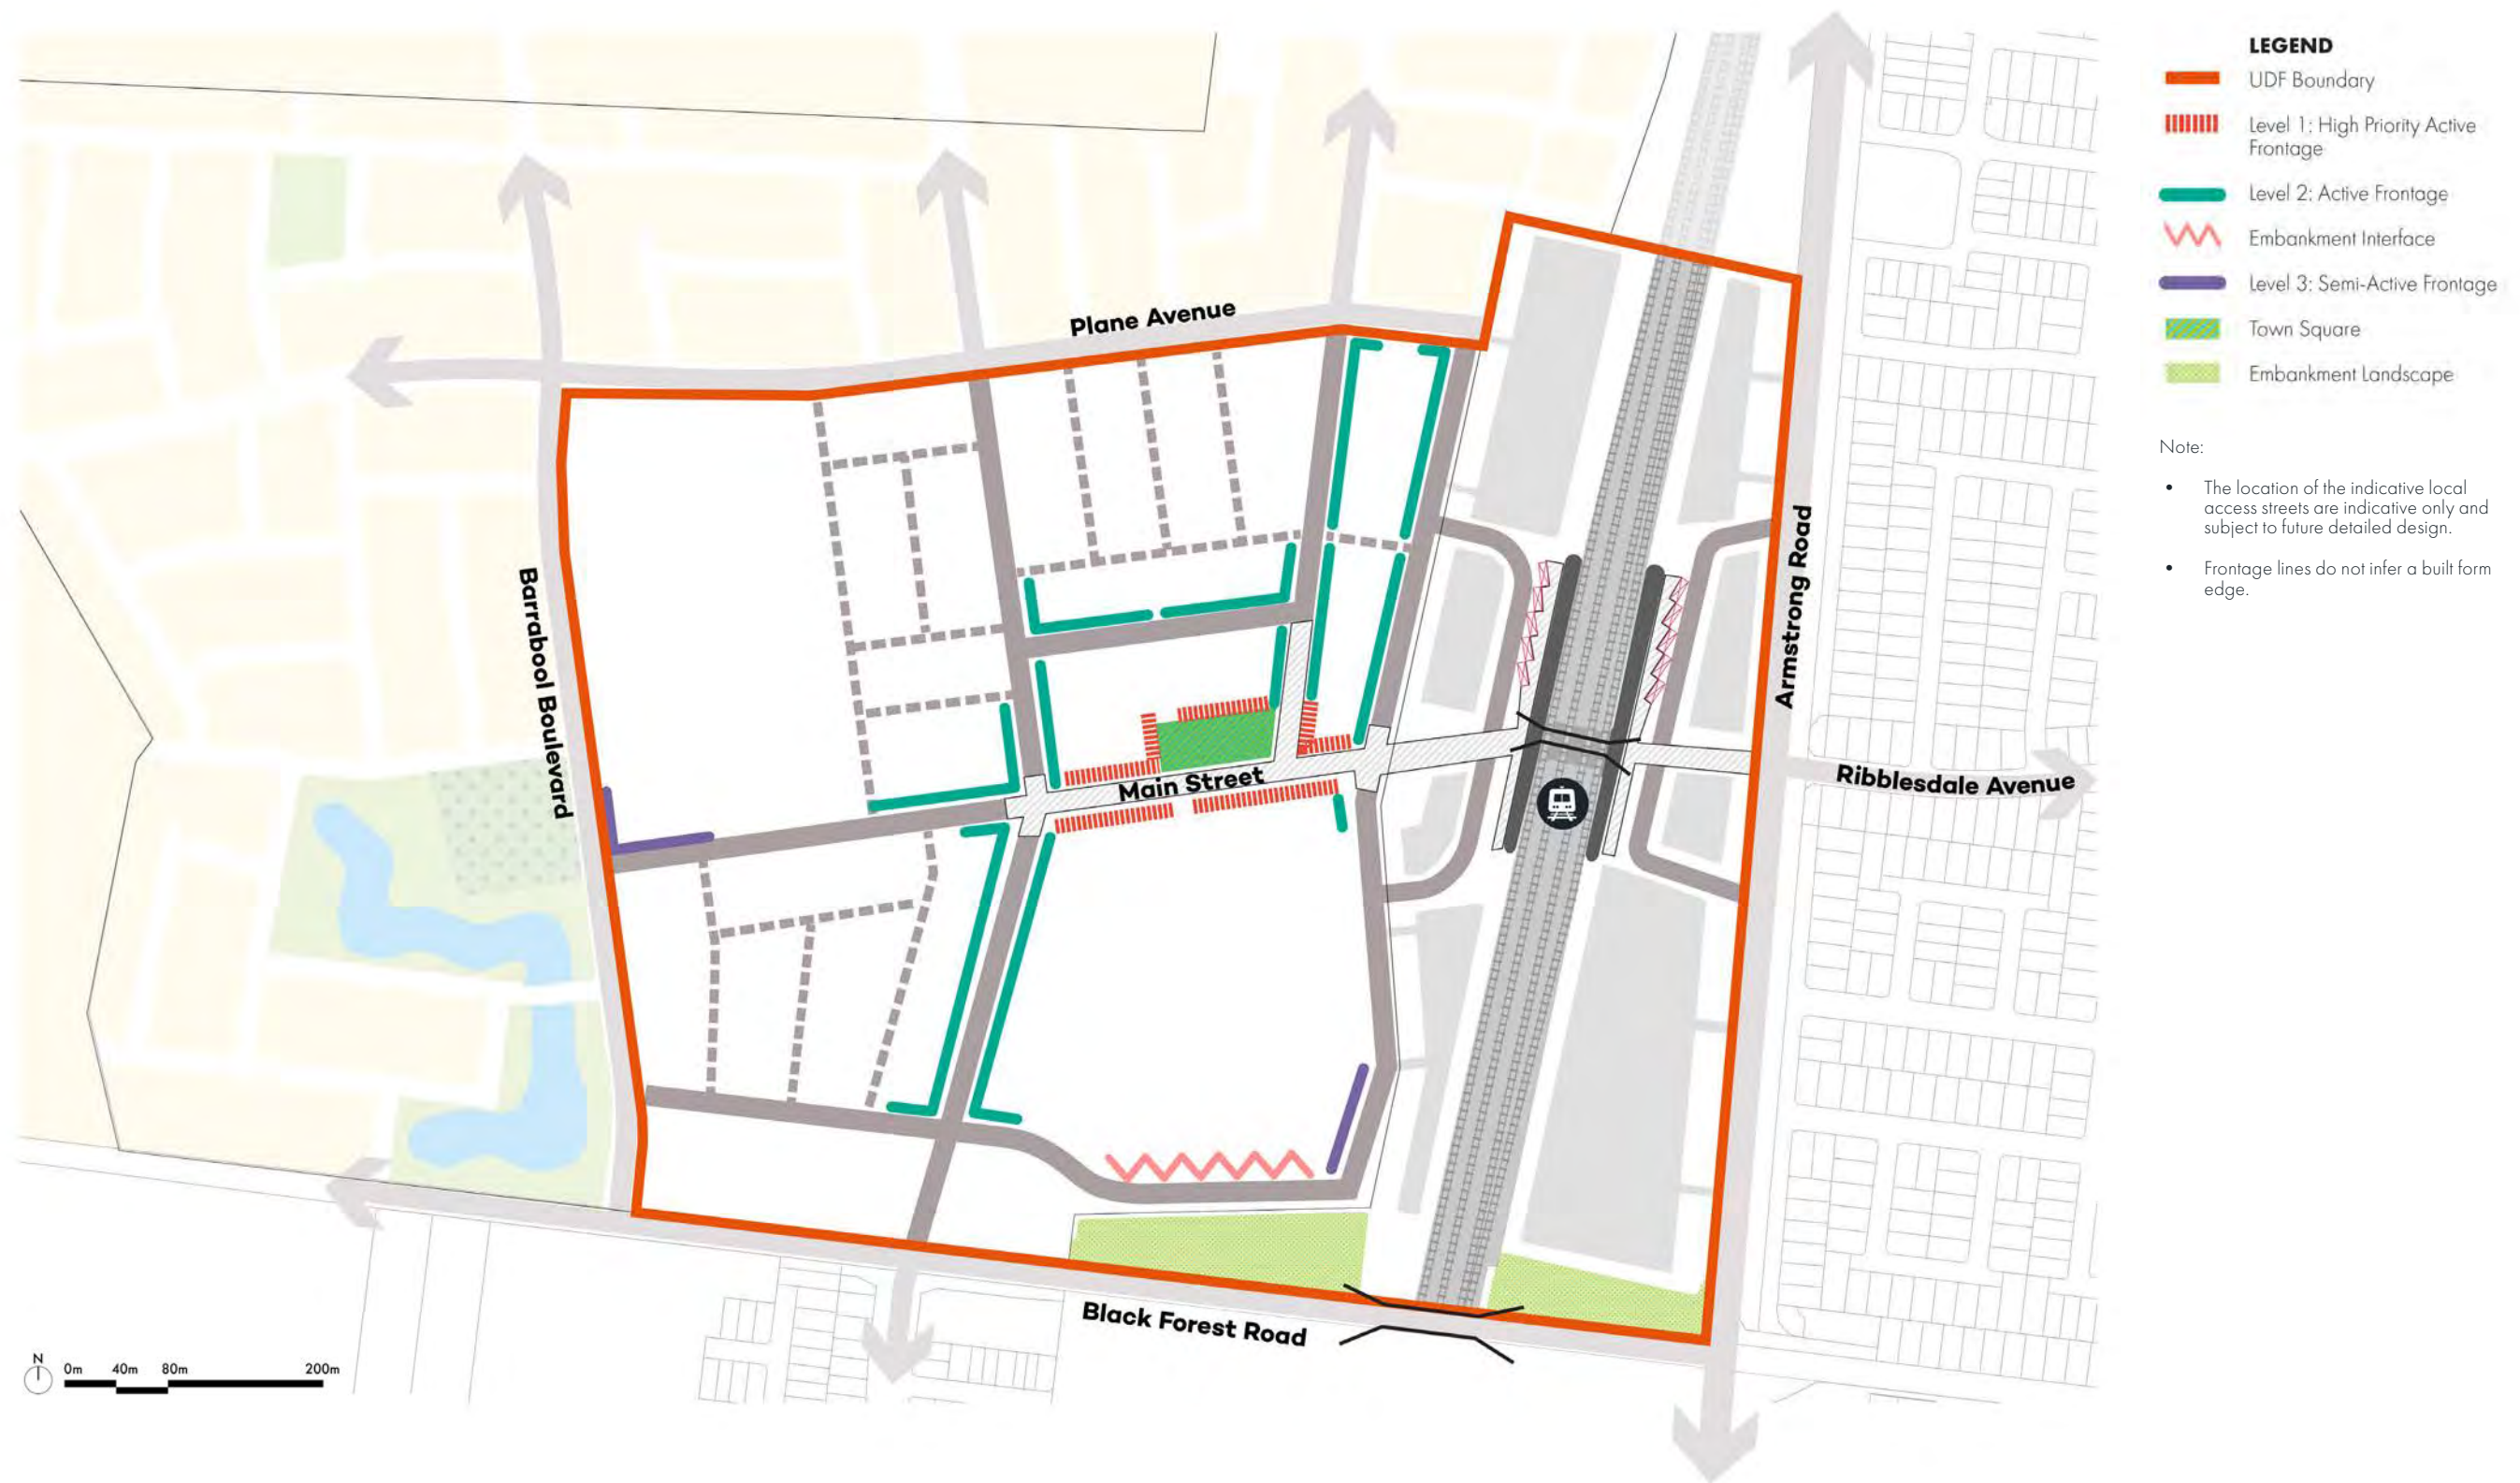 LEGEND
UDF Boundary
Level 1: High Priority Active
Frontage
Level 2: Active Frontage
Embankment Interface
Level 3: Semi-Active Frontage
Town Square
Embankment Landscape
Note:
• The location of the indicative local
access streets are indicative only and
subject to future detailed design.
• Frontage lines do not infer a built form
edge.
Plane Avenue
Barrabool Boulevard
Armstrong Road
Main Street
Ribblesdale Avenue
Black Forest Road
N
0m 40m 80m 200m